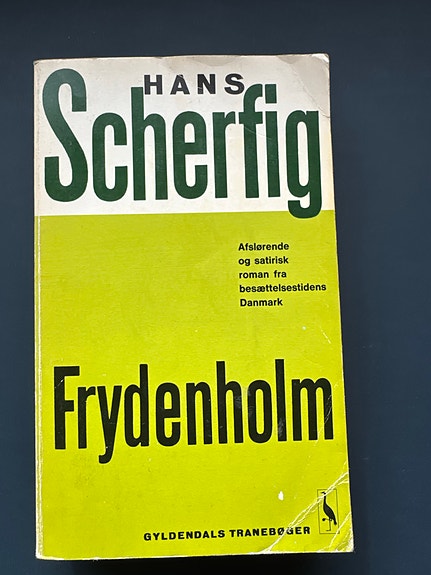 HANS
Scherfig
Afslørende
og satirisk
roman fra
besættelsestidens
Danmark
Frydenholm
GYLDENDALS TRANEBØGER